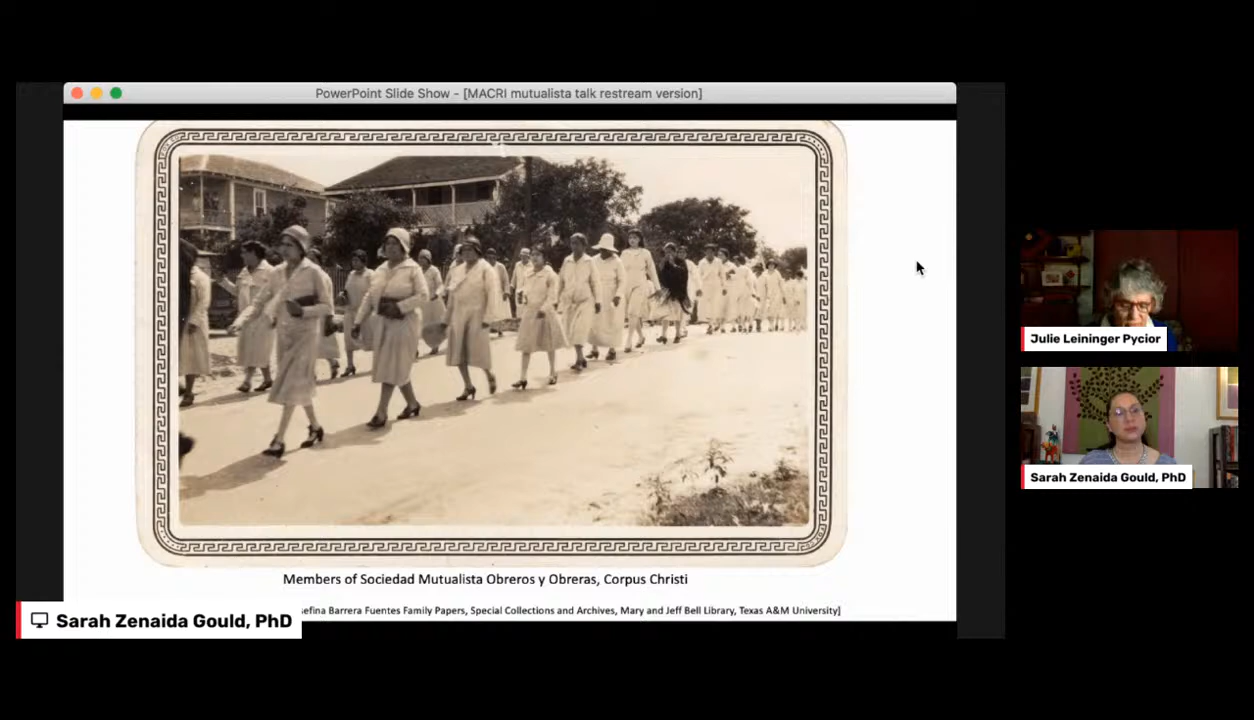 PowerPoint Slide Show - [MACRI mutualista talk restream version]
Members of Sociedad Mutualista Obreros y Obreras, Corpus Christi
Barrera Fuentes Family Papers, Special Collections and Archives, Mary and Jeff Bell Library, Texas A&M University]
Sarah Zenaida Gould, PhD
Julie Leininger Pycior
Sarah Zenaida Gould, PhD